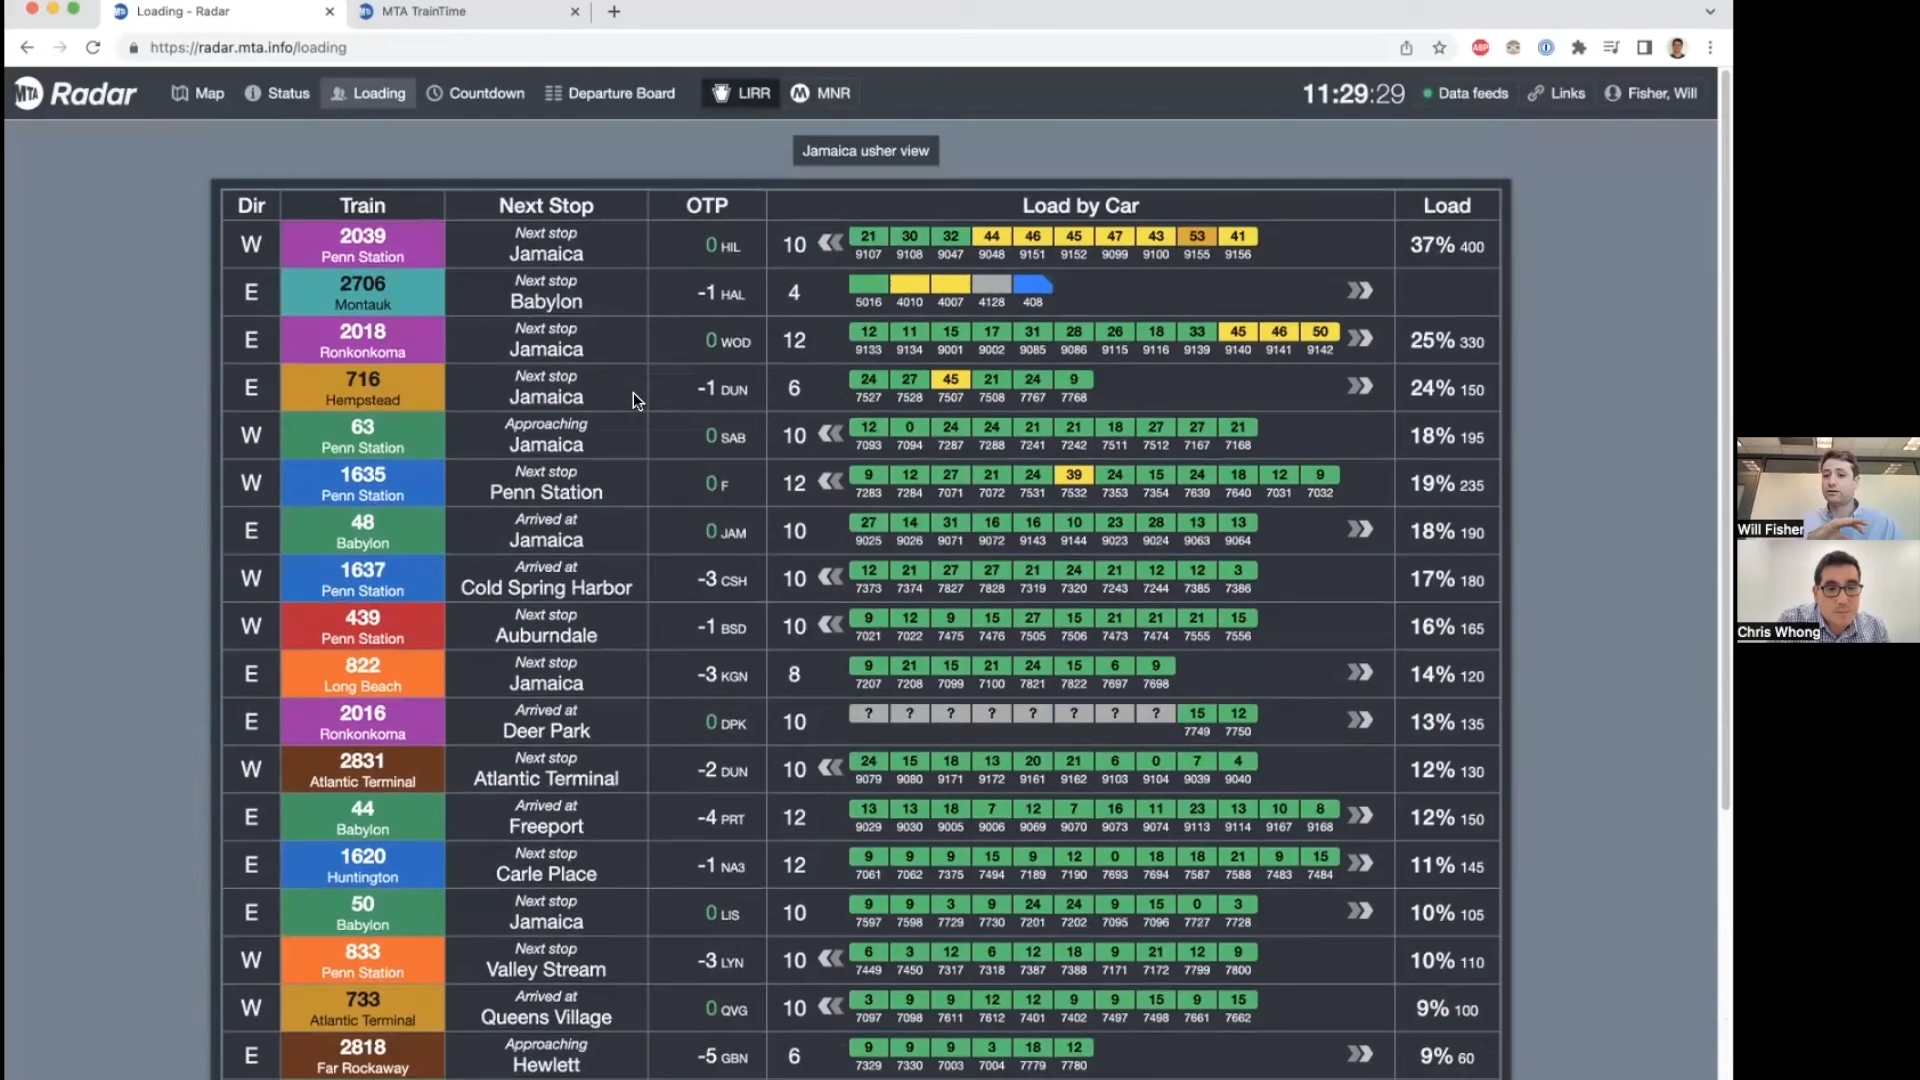 Loading - Radar
MTA TrainTime
https://radar.mta.info/loading
ABP
MTA Radar Map Status Loading Countdown Departure Board LIRR MNR 11:29:29 Data feeds Links Fisher, Will
Jamaica usher view
Dir Train Next Stop OTP Load by Car Load
W 2039 Penn Station Next stop Jamaica 0 HIL 10 21 30 32 44 46 45 47 43 53 41 37% 400
9107 9108 9047 9048 9151 9152 9099 9100 9155 9156
E 2706 Montauk Next stop Babylon -1 HAL 4
5016 4010 4007 4128 408
E 2018 Ronkonkoma Next stop Jamaica 0 WOD 12 12 11 15 17 31 28 26 18 33 45 46 50 25% 330
9133 9134 9001 9002 9085 9086 9115 9116 9139 9140 9141 9142
E 716 Hempstead Next stop Jamaica -1 DUN 6 24 27 45 21 24 9 24% 150
7527 7528 7507 7508 7767 7768
W 63 Penn Station Approaching Jamaica 0 SAB 10 12 0 24 24 21 21 18 27 27 21 18% 195
7093 7094 7287 7288 7241 7242 7511 7512 7167 7168
W 1635 Penn Station Next stop Penn Station 0 F 12 9 12 27 21 24 39 24 15 24 18 12 9 19% 235
7283 7284 7071 7072 7531 7532 7353 7354 7639 7640 7031 7032
E 48 Babylon Arrived at Jamaica 0 JAM 10 27 14 31 16 16 10 23 28 13 13 18% 190
9025 9026 9071 9072 9143 9144 9023 9024 9063 9064
W 1637 Penn Station Arrived at Cold Spring Harbor -3 CSH 10 12 21 27 27 21 24 21 12 12 3 17% 180
7373 7374 7827 7828 7319 7320 7243 7244 7385 7386
W 439 Penn Station Next stop Auburndale -1 BSD 10 9 12 9 15 27 15 21 21 21 15 16% 165
7021 7022 7475 7476 7505 7506 7473 7474 7555 7556
E 822 Long Beach Next stop Jamaica -3 KGN 8 9 21 15 21 24 15 6 9 14% 120
7207 7208 7099 7100 7821 7822 7697 7698
E 2016 Ronkonkoma Arrived at Deer Park 0 DPK 10 ? ? ? ? ? ? ? ? 15 12 13% 135
7749 7750
W 2831 Atlantic Terminal Next stop Atlantic Terminal -2 DUN 10 24 15 18 13 20 21 6 0 7 4 12% 130
9079 9080 9171 9172 9161 9162 9103 9104 9039 9040
E 44 Babylon Arrived at Freeport -4 PRT 12 13 13 18 7 12 7 16 11 23 13 10 8 12% 150
9029 9030 9005 9006 9069 9070 9073 9074 9113 9114 9167 9168
E 1620 Huntington Next stop Carle Place -1 NA3 12 9 9 9 15 9 12 0 18 18 21 9 15 11% 145
7061 7062 7375 7494 7189 7190 7693 7694 7587 7588 7483 7484
E 50 Babylon Next stop Jamaica 0 LIS 10 9 9 3 9 24 24 9 15 0 3 10% 105
7597 7598 7729 7730 7201 7202 7095 7096 7727 7728
W 833 Penn Station Next stop Valley Stream -3 LYN 10 6 3 12 6 12 18 9 21 12 9 10% 110
7449 7450 7317 7318 7387 7388 7171 7172 7799 7800
W 733 Atlantic Terminal Arrived at Queens Village 0 QVG 10 3 9 9 12 12 9 9 15 9 15 9% 100
7097 7098 7611 7612 7401 7402 7497 7498 7661 7662
E 2818 Far Rockaway Approaching Hewlett -5 GBN 6 9 9 9 3 18 12 9% 60
7329 7330 7003 7004 7779 7780
Will Fisher
Chris Whong